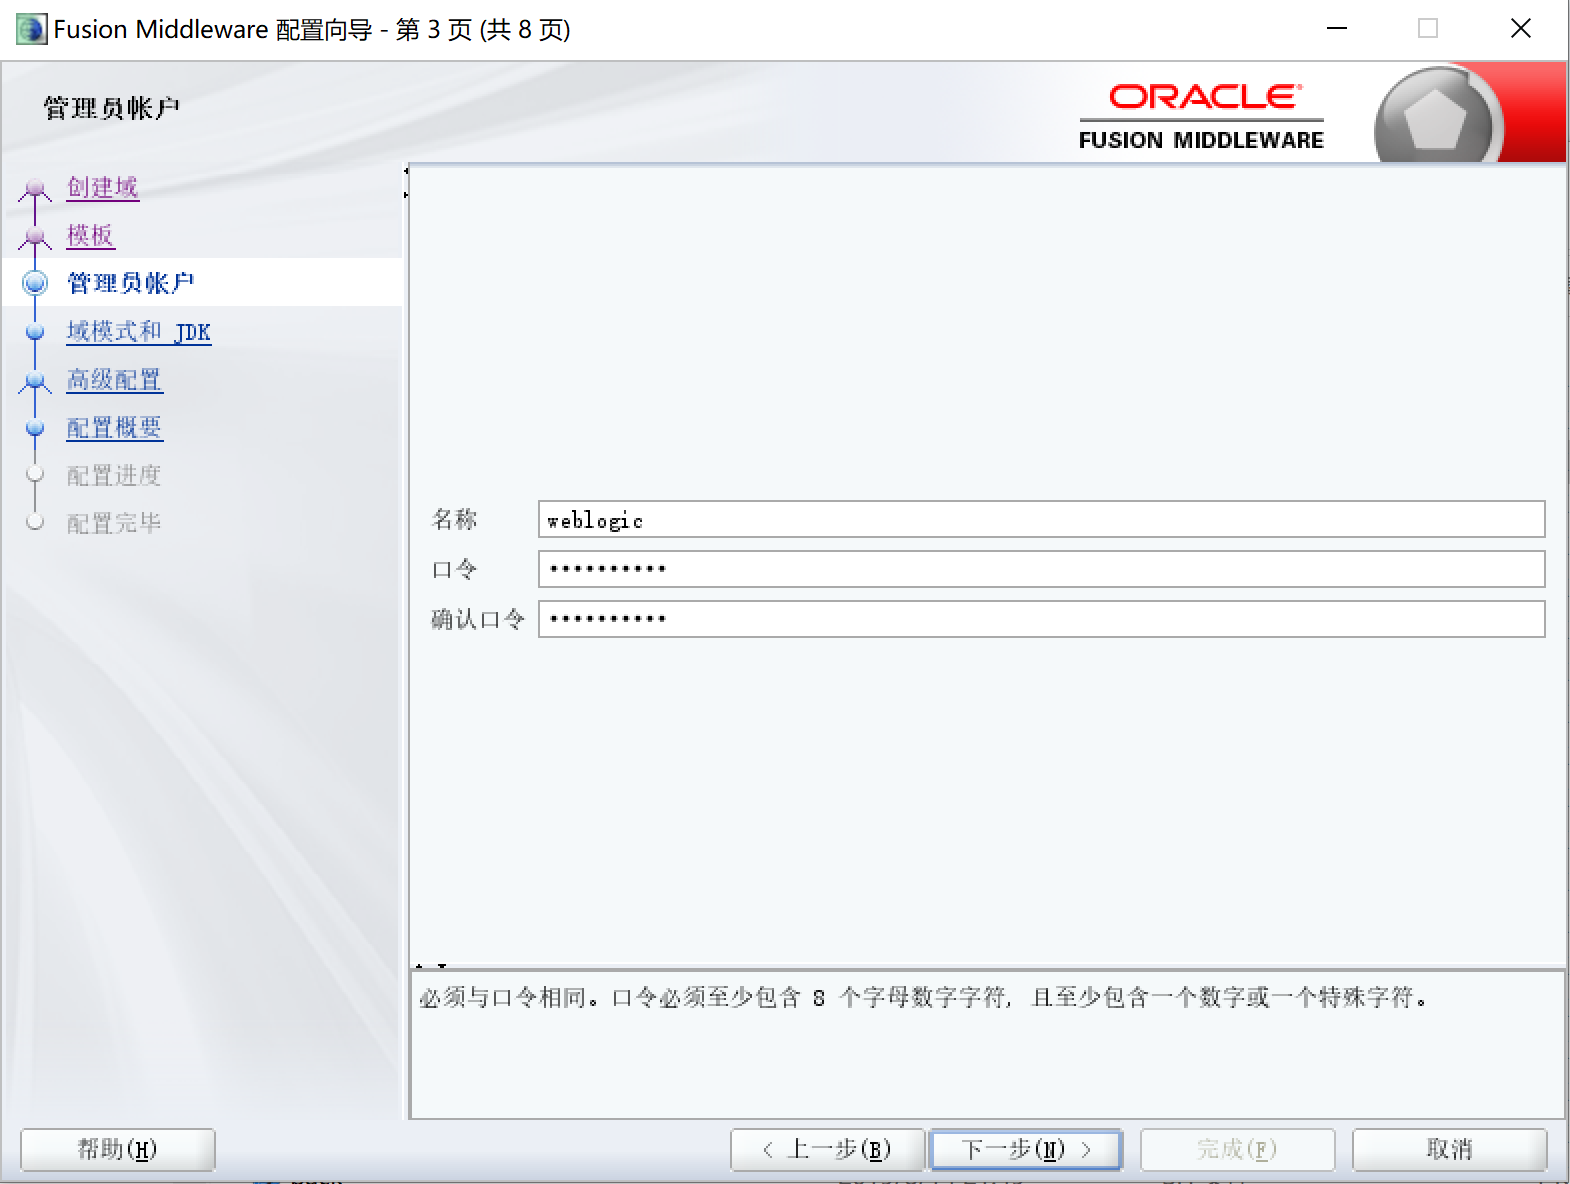 Fusion Middleware 配置向导 - 第 3 页 (共 8 页)
管理员帐户
ORACLE
FUSION MIDDLEWARE
创建域
模板
管理员帐户
域模式和 JDK
高级配置
配置概要
配置进度
配置完毕
名称 weblogic
口令 ••••••••••
确认口令 ••••••••••
必须与口令相同。口令必须至少包含 8 个字母数字字符, 且至少包含一个数字或一个特殊字符。
帮助(H) < 上一步(B) 下一步(N) > 完成(F) 取消